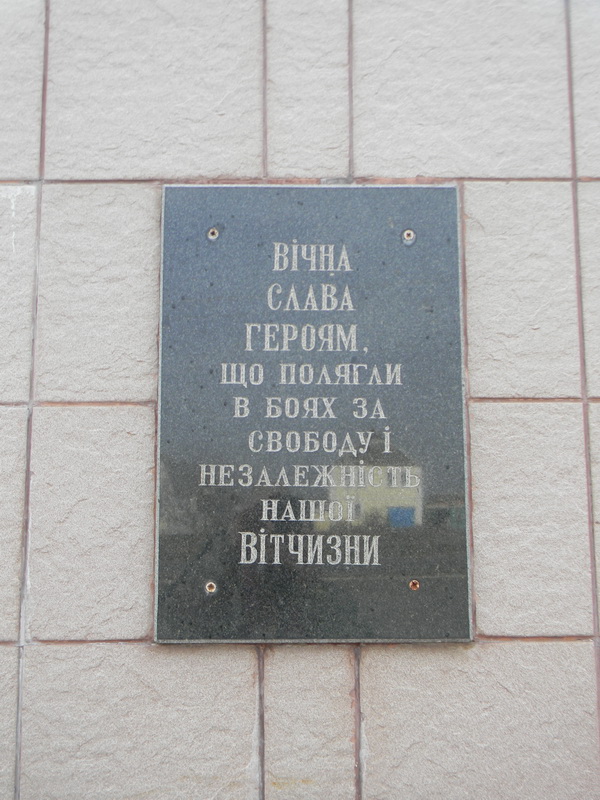 ВІЧНА
СЛАВА
ГЕРОЯМ,
ЩО ПОЛЯГЛИ
В БОЯХ ЗА
СВОБОДУ І
НЕЗАЛЕЖНІСТЬ
НАШОЇ
ВІТЧИЗНИ